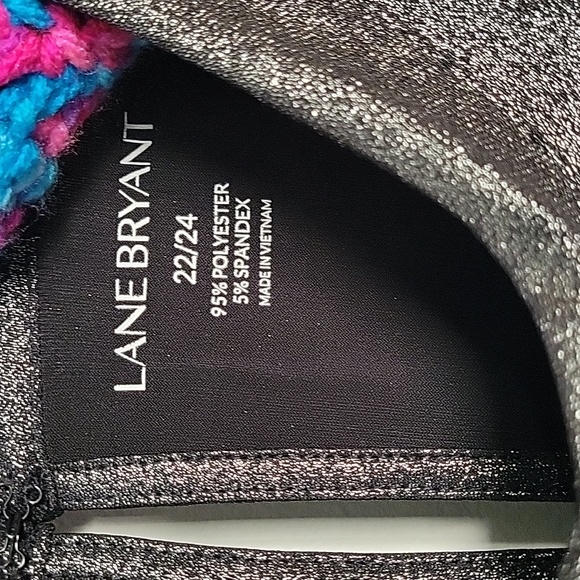 LANE BRYANT
22/24
95% POLYESTER
5% SPANDEX
MADE IN VIETNAM